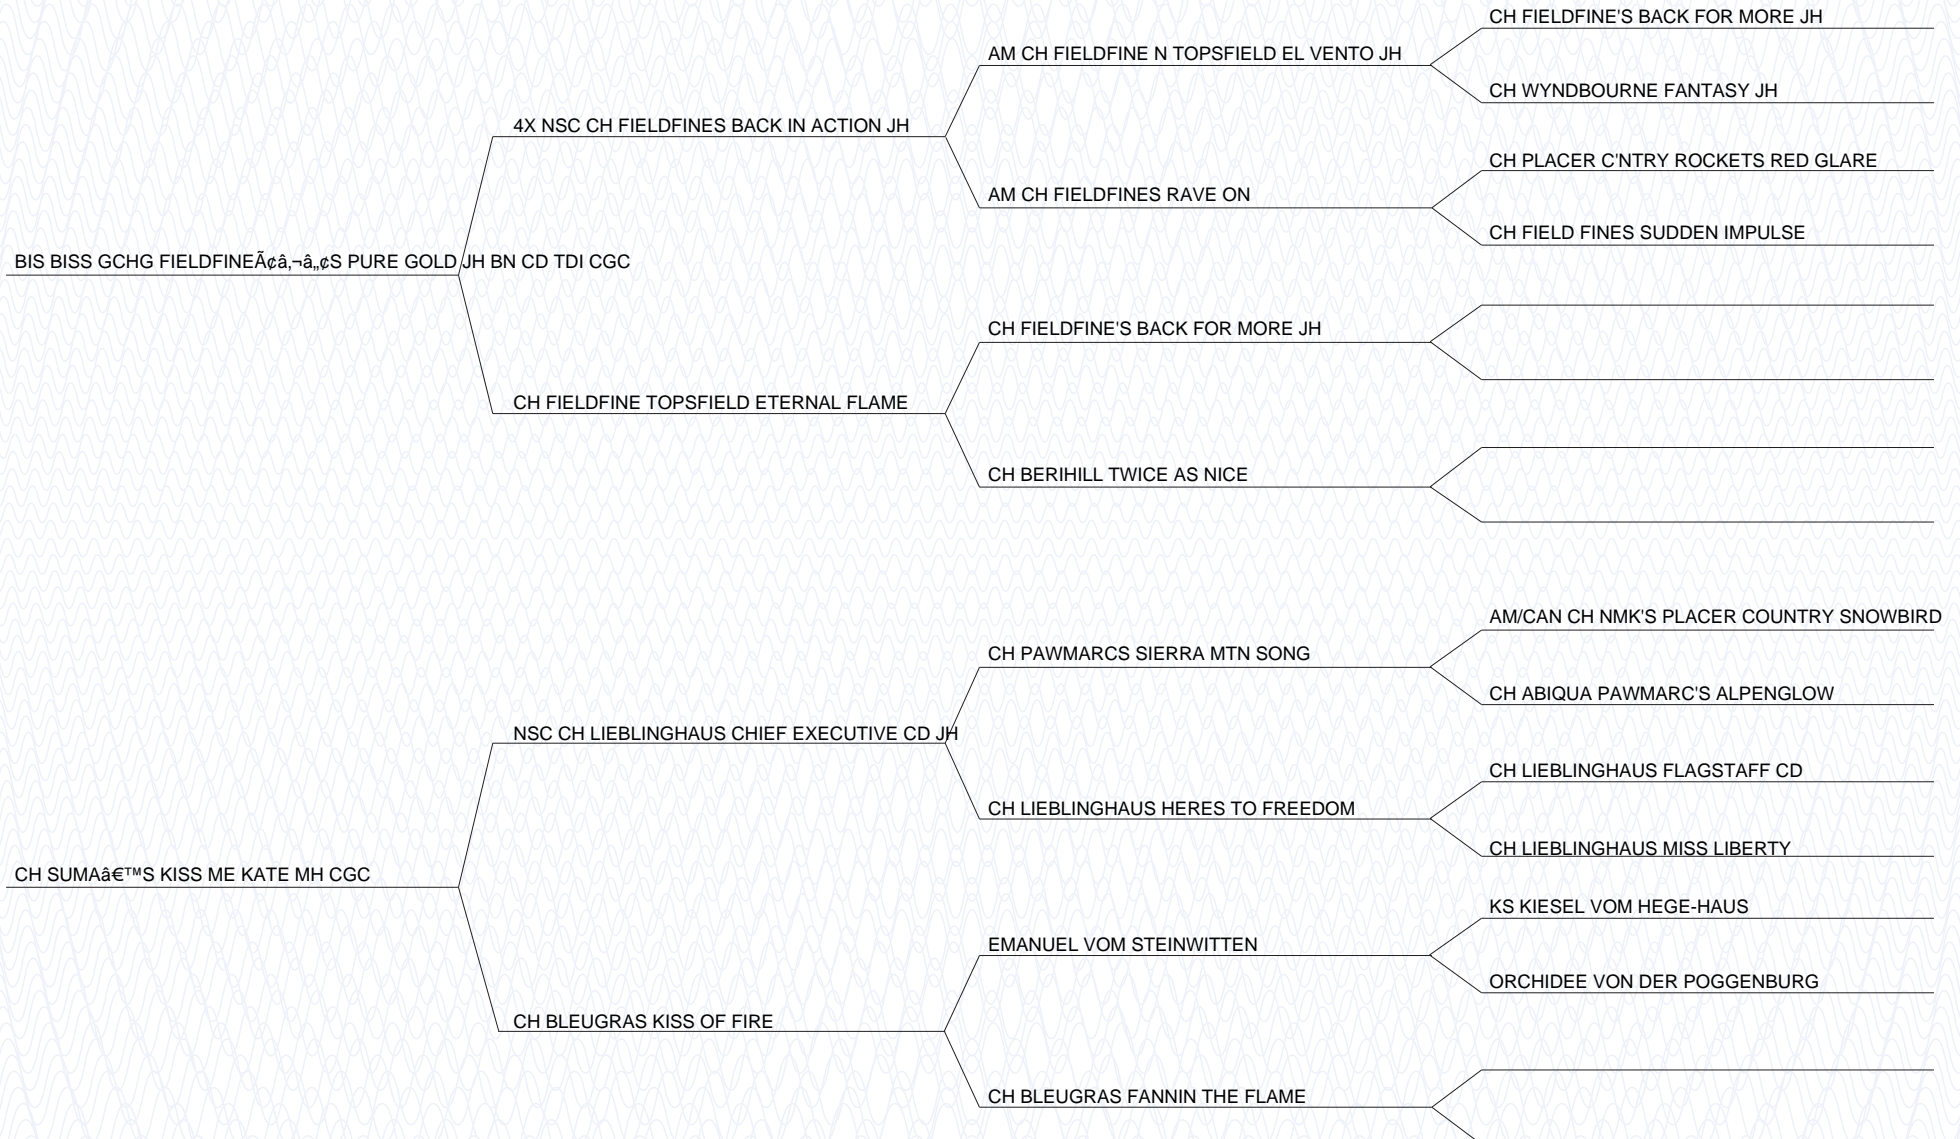 CH FIELDFINE'S BACK FOR MORE JH
AM CH FIELDFINE N TOPSFIELD EL VENTO JH
CH WYNDBOURNE FANTASY JH
4X NSC CH FIELDFINES BACK IN ACTION JH
CH PLACER C'NTRY ROCKETS RED GLARE
AM CH FIELDFINES RAVE ON
CH FIELD FINES SUDDEN IMPULSE
BIS BISS GCHG FIELDFINEÃ¢â‚¬â„¢S PURE GOLD JH BN CD TDI CGC
CH FIELDFINE'S BACK FOR MORE JH
CH FIELDFINE TOPSFIELD ETERNAL FLAME
CH BERIHILL TWICE AS NICE
AM/CAN CH NMK'S PLACER COUNTRY SNOWBIRD
CH PAWMARCS SIERRA MTN SONG
CH ABIQUA PAWMARC'S ALPENGLOW
NSC CH LIEBLINGHAUS CHIEF EXECUTIVE CD JH
CH LIEBLINGHAUS FLAGSTAFF CD
CH LIEBLINGHAUS HERES TO FREEDOM
CH LIEBLINGHAUS MISS LIBERTY
CH SUMAâ€™S KISS ME KATE MH CGC
KS KIESEL VOM HEGE-HAUS
EMANUEL VOM STEINWITTEN
ORCHIDEE VON DER POGGENBURG
CH BLEUGRAS KISS OF FIRE
CH BLEUGRAS FANNIN THE FLAME